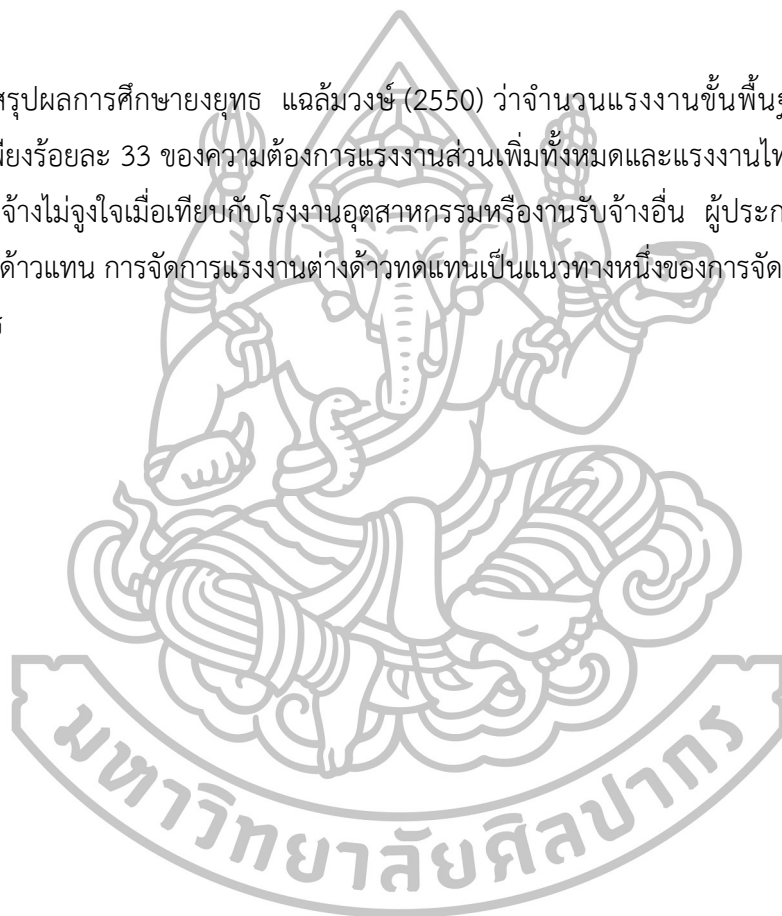 สรุปผลการศึกษายงยุทธ แฉล้มวงษ์ (2550) ว่าจำนวนแรงงานขั้นพื้นฐ
พียงร้อยละ 33 ของความต้องการแรงงานส่วนเพิ่มทั้งหมดและแรงงานไท
จ้างไม่จูงใจเมื่อเทียบกับโรงงานอุตสาหกรรมหรืองานรับจ้างอื่น ผู้ประก
ด้าวแทน การจัดการแรงงานต่างด้าวทดแทนเป็นแนวทางหนึ่งของการจัด
มหาวิทยาลัยศิลปากร